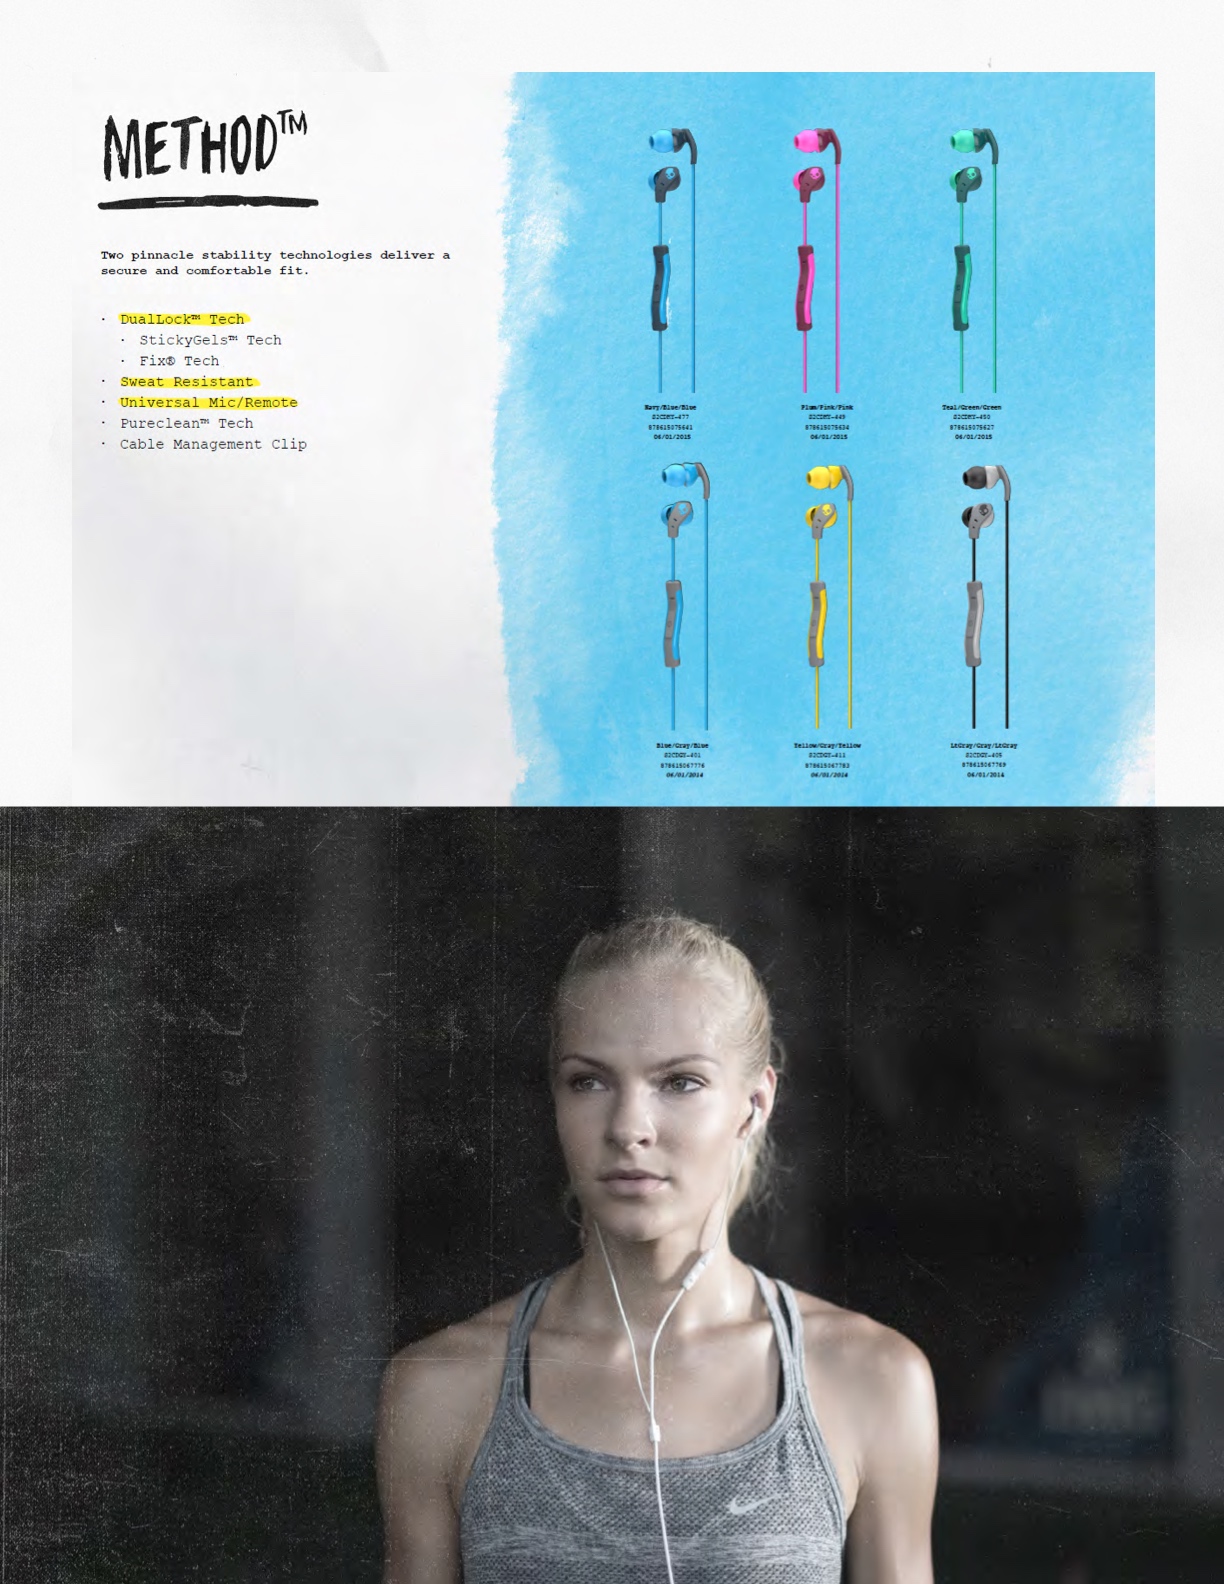 METHOD™
Two pinnacle stability technologies deliver a
secure and comfortable fit.
· DualLock™ Tech
· StickyGels™ Tech
· Fix® Tech
· Sweat Resistant
· Universal Mic/Remote
· Pureclean™ Tech
· Cable Management Clip
Navy/Blue/Blue
S2CDHY-477
878615075641
06/01/2015
Plum/Pink/Pink
S2CDHY-449
878615075634
06/01/2015
Teal/Green/Green
S2CDHY-450
878615075627
06/01/2015
Blue/Gray/Blue
S2CDGY-401
878615067776
06/01/2014
Yellow/Gray/Yellow
S2CDGY-411
878615067783
06/01/2014
LtGray/Gray/LtGray
S2CDGY-405
878615067769
06/01/2014